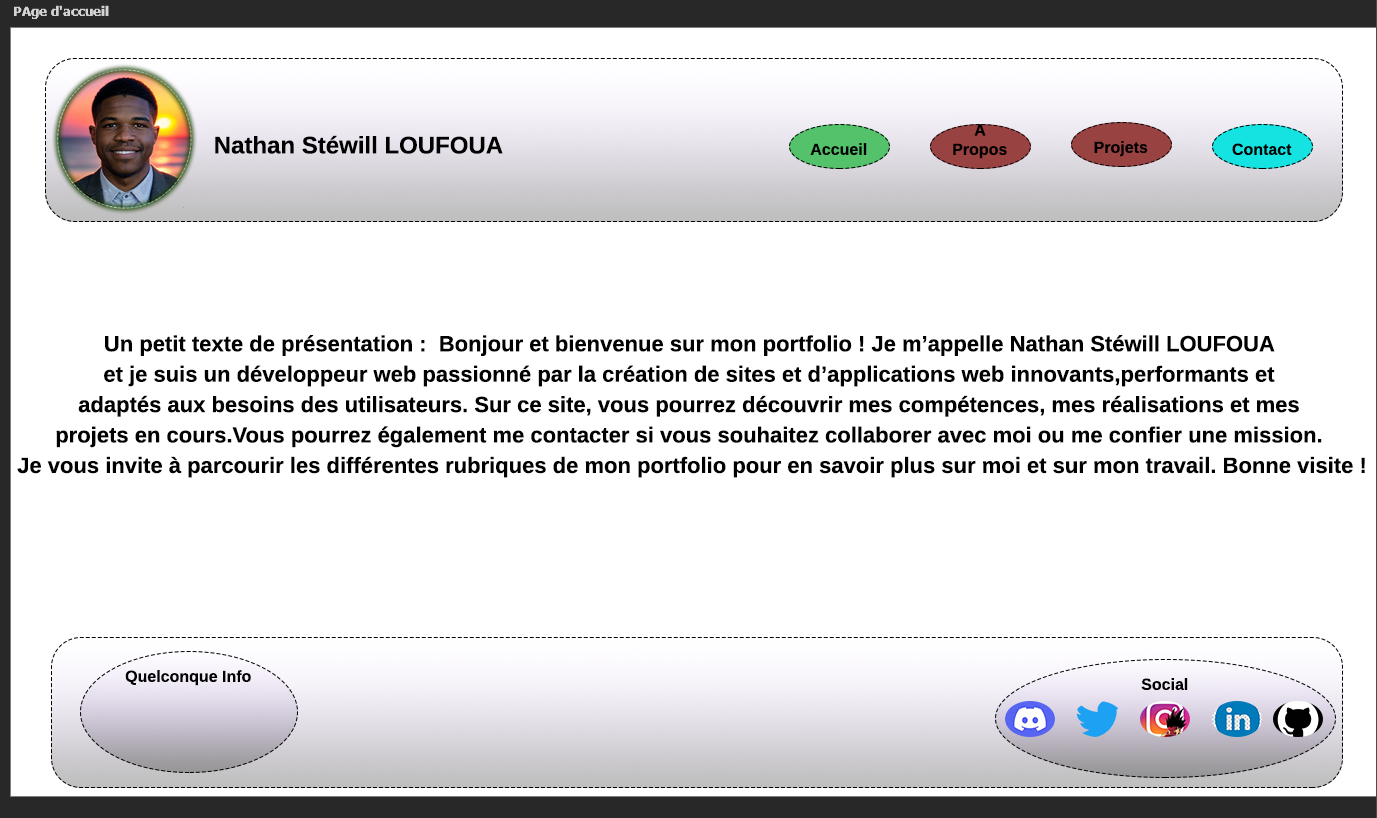 PAge d'accueil
Nathan Stéwill LOUFOUA
Accueil
A
Propos
Projets
Contact
Un petit texte de présentation :  Bonjour et bienvenue sur mon portfolio ! Je m’appelle Nathan Stéwill LOUFOUA
et je suis un développeur web passionné par la création de sites et d’applications web innovants,performants et
adaptés aux besoins des utilisateurs. Sur ce site, vous pourrez découvrir mes compétences, mes réalisations et mes
projets en cours.Vous pourrez également me contacter si vous souhaitez collaborer avec moi ou me confier une mission.
Je vous invite à parcourir les différentes rubriques de mon portfolio pour en savoir plus sur moi et sur mon travail. Bonne visite !
Quelconque Info
Social
in